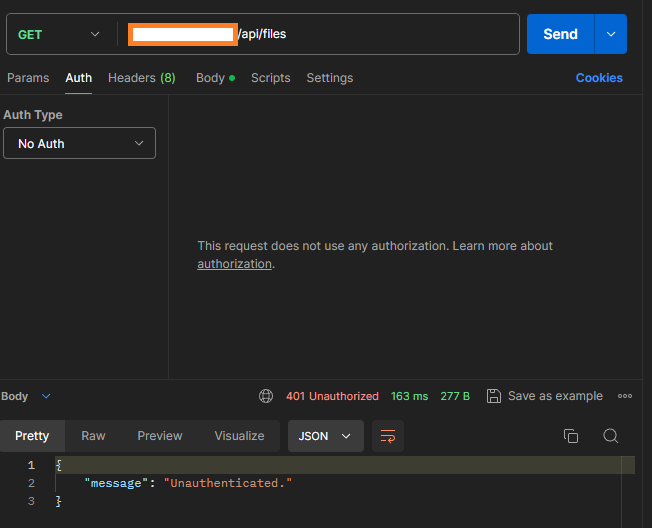 GET /api/files Send
Params Auth Headers (8) Body Scripts Settings Cookies
Auth Type
No Auth
This request does not use any authorization. Learn more about
authorization.
Body 401 Unauthorized 163 ms 277 B Save as example
Pretty Raw Preview Visualize JSON
1 {
2 "message": "Unauthenticated."
3 }